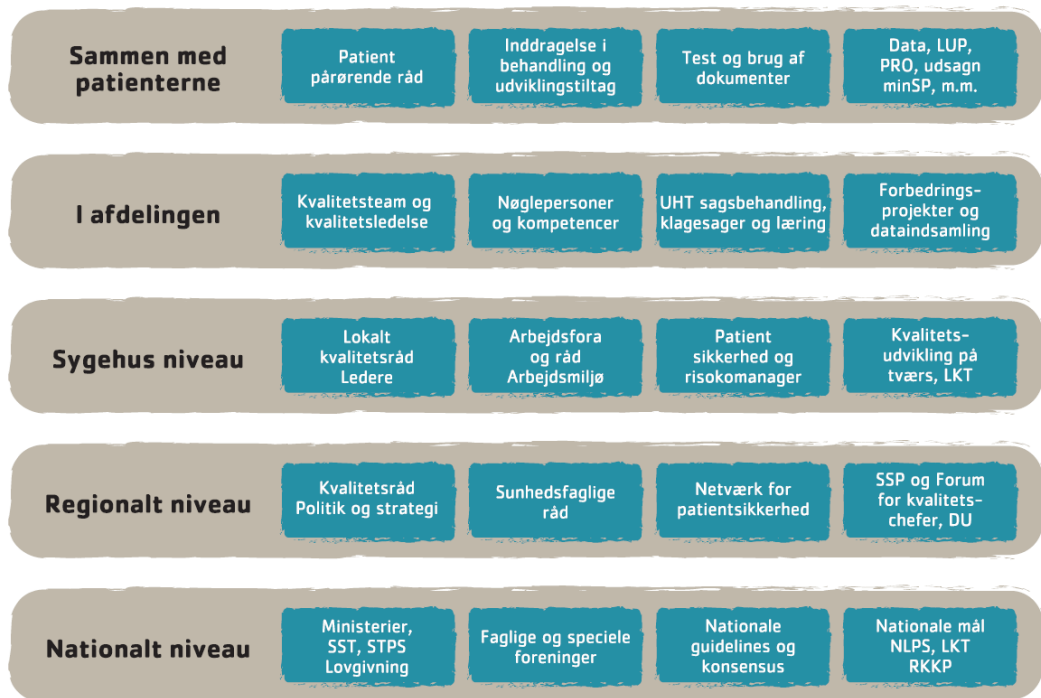 Sammen med
patienterne
Patient
pårørende råd
Inddragelse i
behandling og
udviklingstiltag
Test og brug af
dokumenter
Data, LUP,
PRO, udsagn
minSP, m.m.
I afdelingen
Kvalitetsteam og
kvalitetsledelse
Nøglepersoner
og kompetencer
UHT sagsbehandling,
klagesager og læring
Forbedrings-
projekter og
dataindsamling
Sygehus niveau
Lokalt
kvalitetsråd
Ledere
Arbejdsfora
og råd
Arbejdsmiljø
Patient
sikkerhed og
risokomanager
Kvalitets-
udvikling på
tværs, LKT
Regionalt niveau
Kvalitetsråd
Politik og strategi
Sunhedsfaglige
råd
Netværk for
patientsikkerhed
SSP og Forum
for kvalitets-
chefer, DU
Nationalt niveau
Ministerier,
SST, STPS
Lovgivning
Faglige og speciele
foreninger
Nationale
guidelines og
konsensus
Nationale mål
NLPS, LKT
RKKP